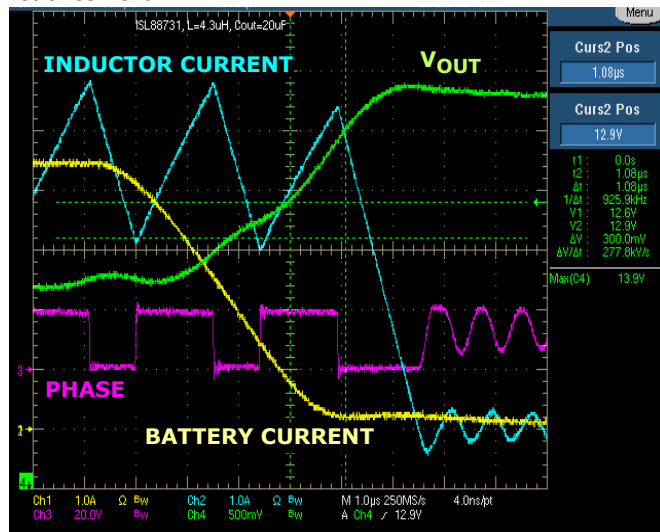 Menu
ISL88731, L=4.3uH, Cout=20uF
INDUCTOR CURRENT
VOUT
Curs2 Pos
1.08µs
Curs2 Pos
12.9V
t1: 0.0s
t2: 1.08µs
Δt: 1.08µs
1/Δt: 925.9kHz
V1: 12.6V
V2: 12.9V
ΔV: 300.0mV
ΔV/Δt: 277.8kV/s
Max(C4) 13.9V
3
PHASE
BATTERY CURRENT
1
4
Ch1 1.0A Ω Bw Ch2 1.0A Ω Bw M 1.0µs 250MS/s 4.0ns/pt
Ch3 20.0V Bw Ch4 500mV Bw A Ch4 12.9V